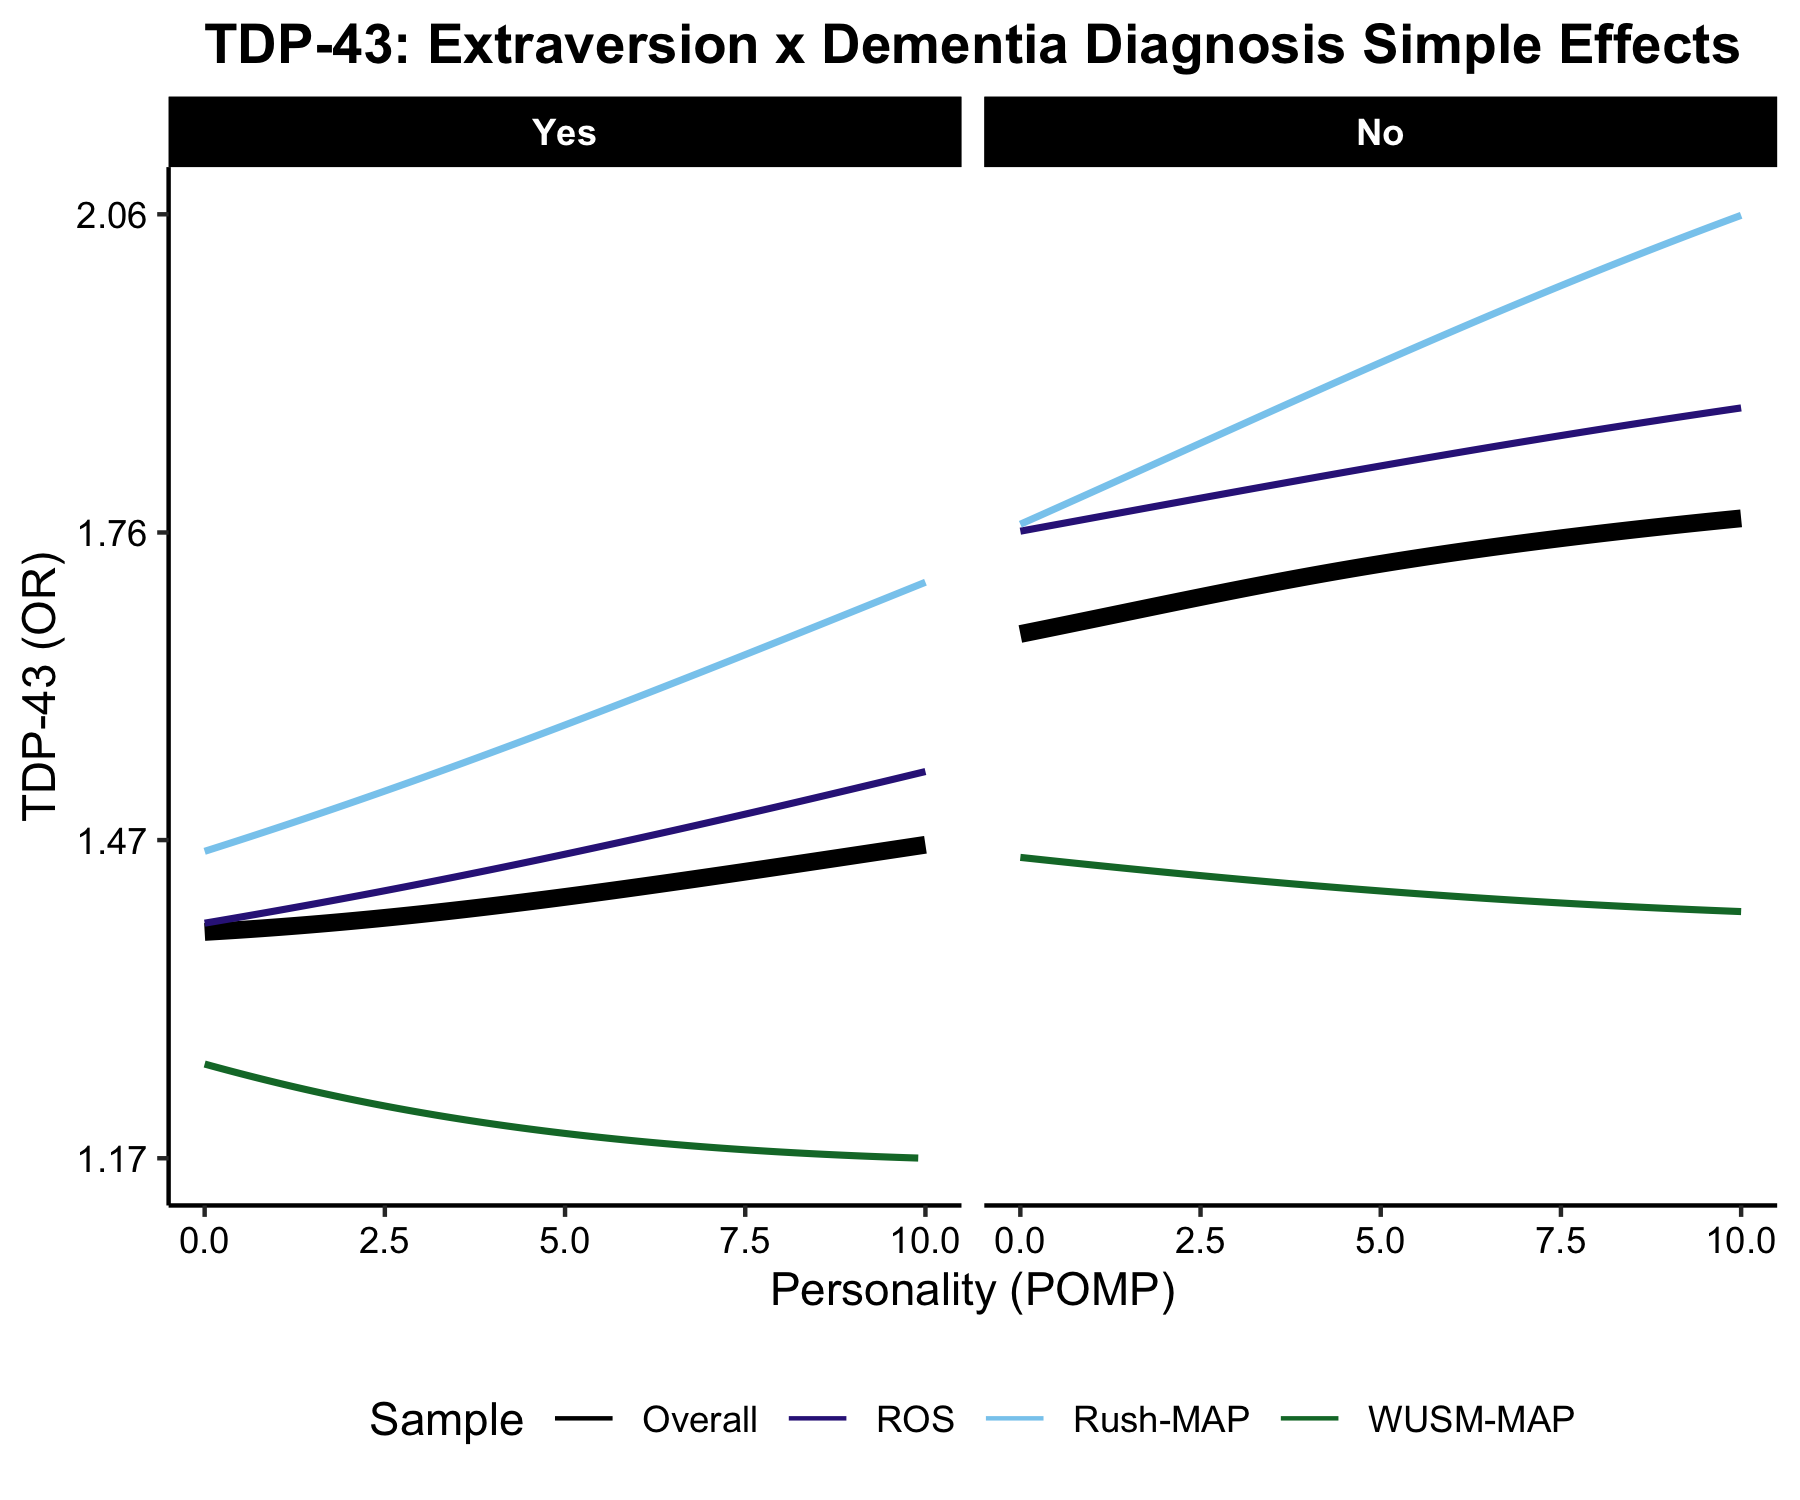 TDP-43: Extraversion x Dementia Diagnosis Simple Effects
Yes
No
TDP-43 (OR)
2.06
1.76
1.47
1.17
0.0 2.5 5.0 7.5 10.0
0.0 2.5 5.0 7.5 10.0
Personality (POMP)
Sample Overall ROS Rush-MAP WUSM-MAP